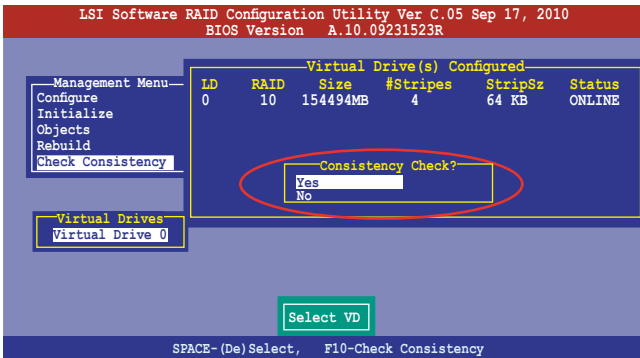 LSI Software RAID Configuration Utility Ver C.05 Sep 17, 2010
BIOS Version A.10.09231523R
Virtual Drive(s) Configured
LD RAID Size #Stripes StripSz Status
0 10 154494MB 4 64 KB ONLINE
Management Menu
Configure
Initialize
Objects
Rebuild
Check Consistency
Consistency Check?
Yes
No
Virtual Drives
Virtual Drive 0
Select VD
SPACE-(De)Select, F10-Check Consistency